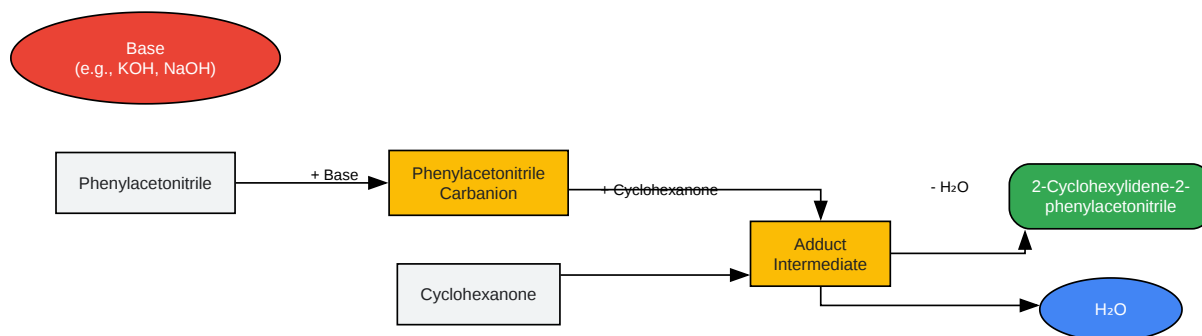 Base
(e.g., KOH, NaOH)
Phenylacetonitrile
+ Base
Phenylacetonitrile
Carbanion
+ Cyclohexanone
- H₂O
2-Cyclohexylidene-2-
phenylacetonitrile
Adduct
Intermediate
Cyclohexanone
H₂O